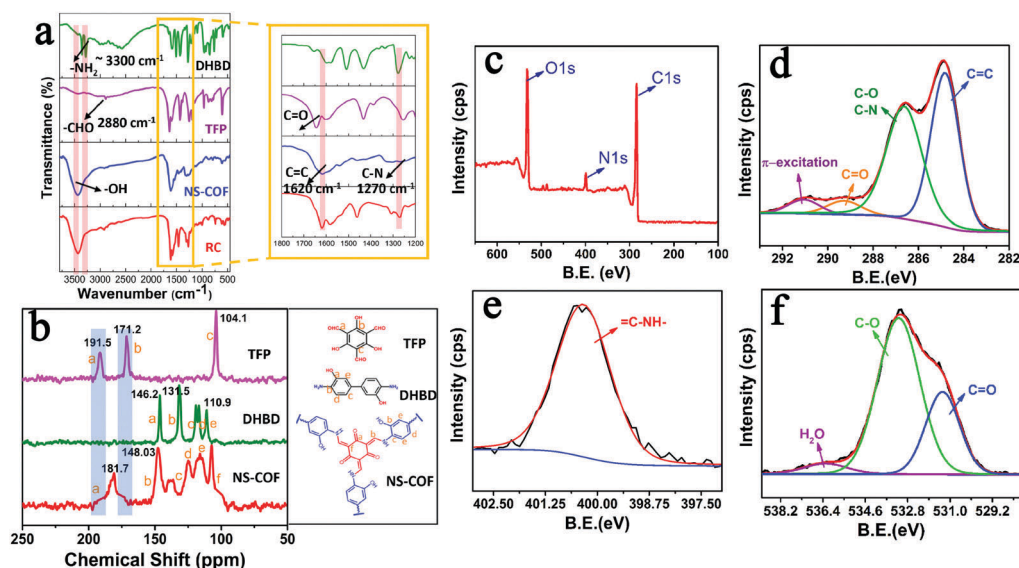 a
Transmittance (%)
-NH2
~ 3300 cm-1
DHBD
-CHO
2880 cm-1
TFP
-OH
NS-COF
RC
3500 3000 2500 2000 1500 1000 500
Wavenumber (cm-1)
C=O
C=C
1620 cm-1
C-N
1270 cm-1
1800 1600 1400 1200
b
191.5
171.2
104.1
a
b
c
TFP
146.2
131.5
110.9
a b c d e
DHBD
148.03
181.7
a b c d e f
NS-COF
250 200 150 100 50
Chemical Shift (ppm)
TFP
DHBD
NS-COF
c
Intensity (cps)
O1s
N1s
C1s
600 500 400 300 200 100
B.E. (eV)
d
Intensity (cps)
C-O
C-N
C=C
π-excitation
C=O
292 290 288 286 284 282
B.E.(eV)
e
Intensity (cps)
=C-NH-
402.50 400.00 398.75 397.50
B.E.(eV)
f
Intensity (cps)
C-O
C=O
H2O
538.2 536.4 534.6 532.8 531.0 529.2
B.E.(eV)